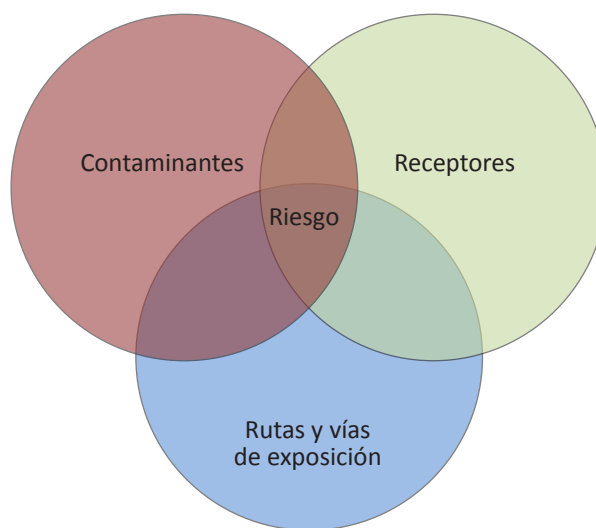 Contaminantes
Receptores
Riesgo
Rutas y vías
de exposición